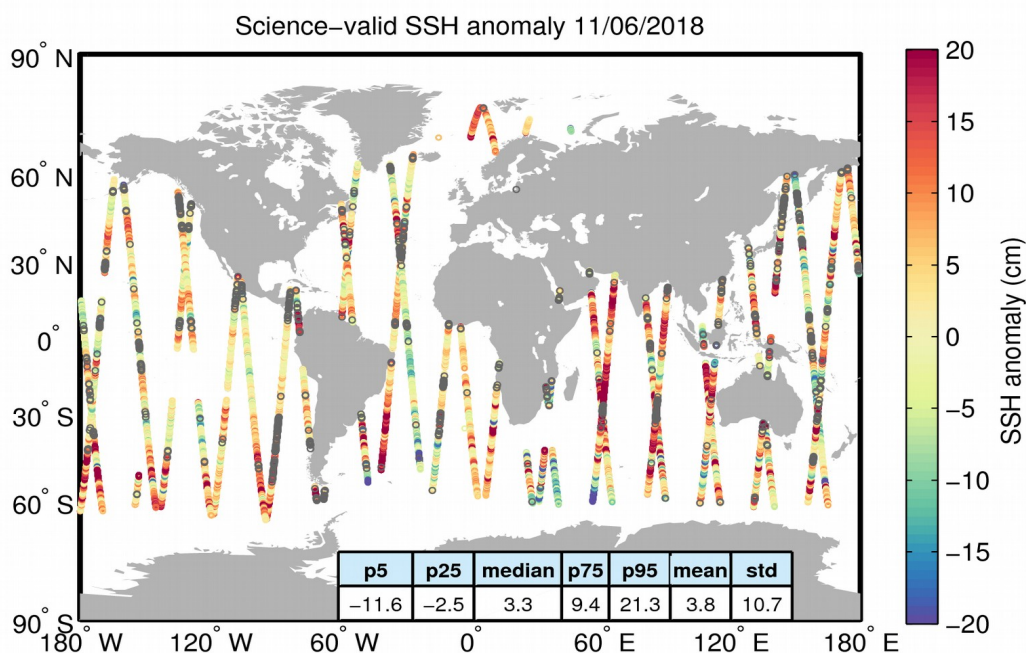 Science−valid SSH anomaly 11/06/2018
90° N
60° N
30° N
0°
30° S
60° S
90° S
180° W
120° W
60° W
0°
60° E
120° E
180° E
p5 p25 median p75 p95 mean std
−11.6 −2.5 3.3 9.4 21.3 3.8 10.7
20
15
10
5
0
−5
−10
−15
−20
SSH anomaly (cm)